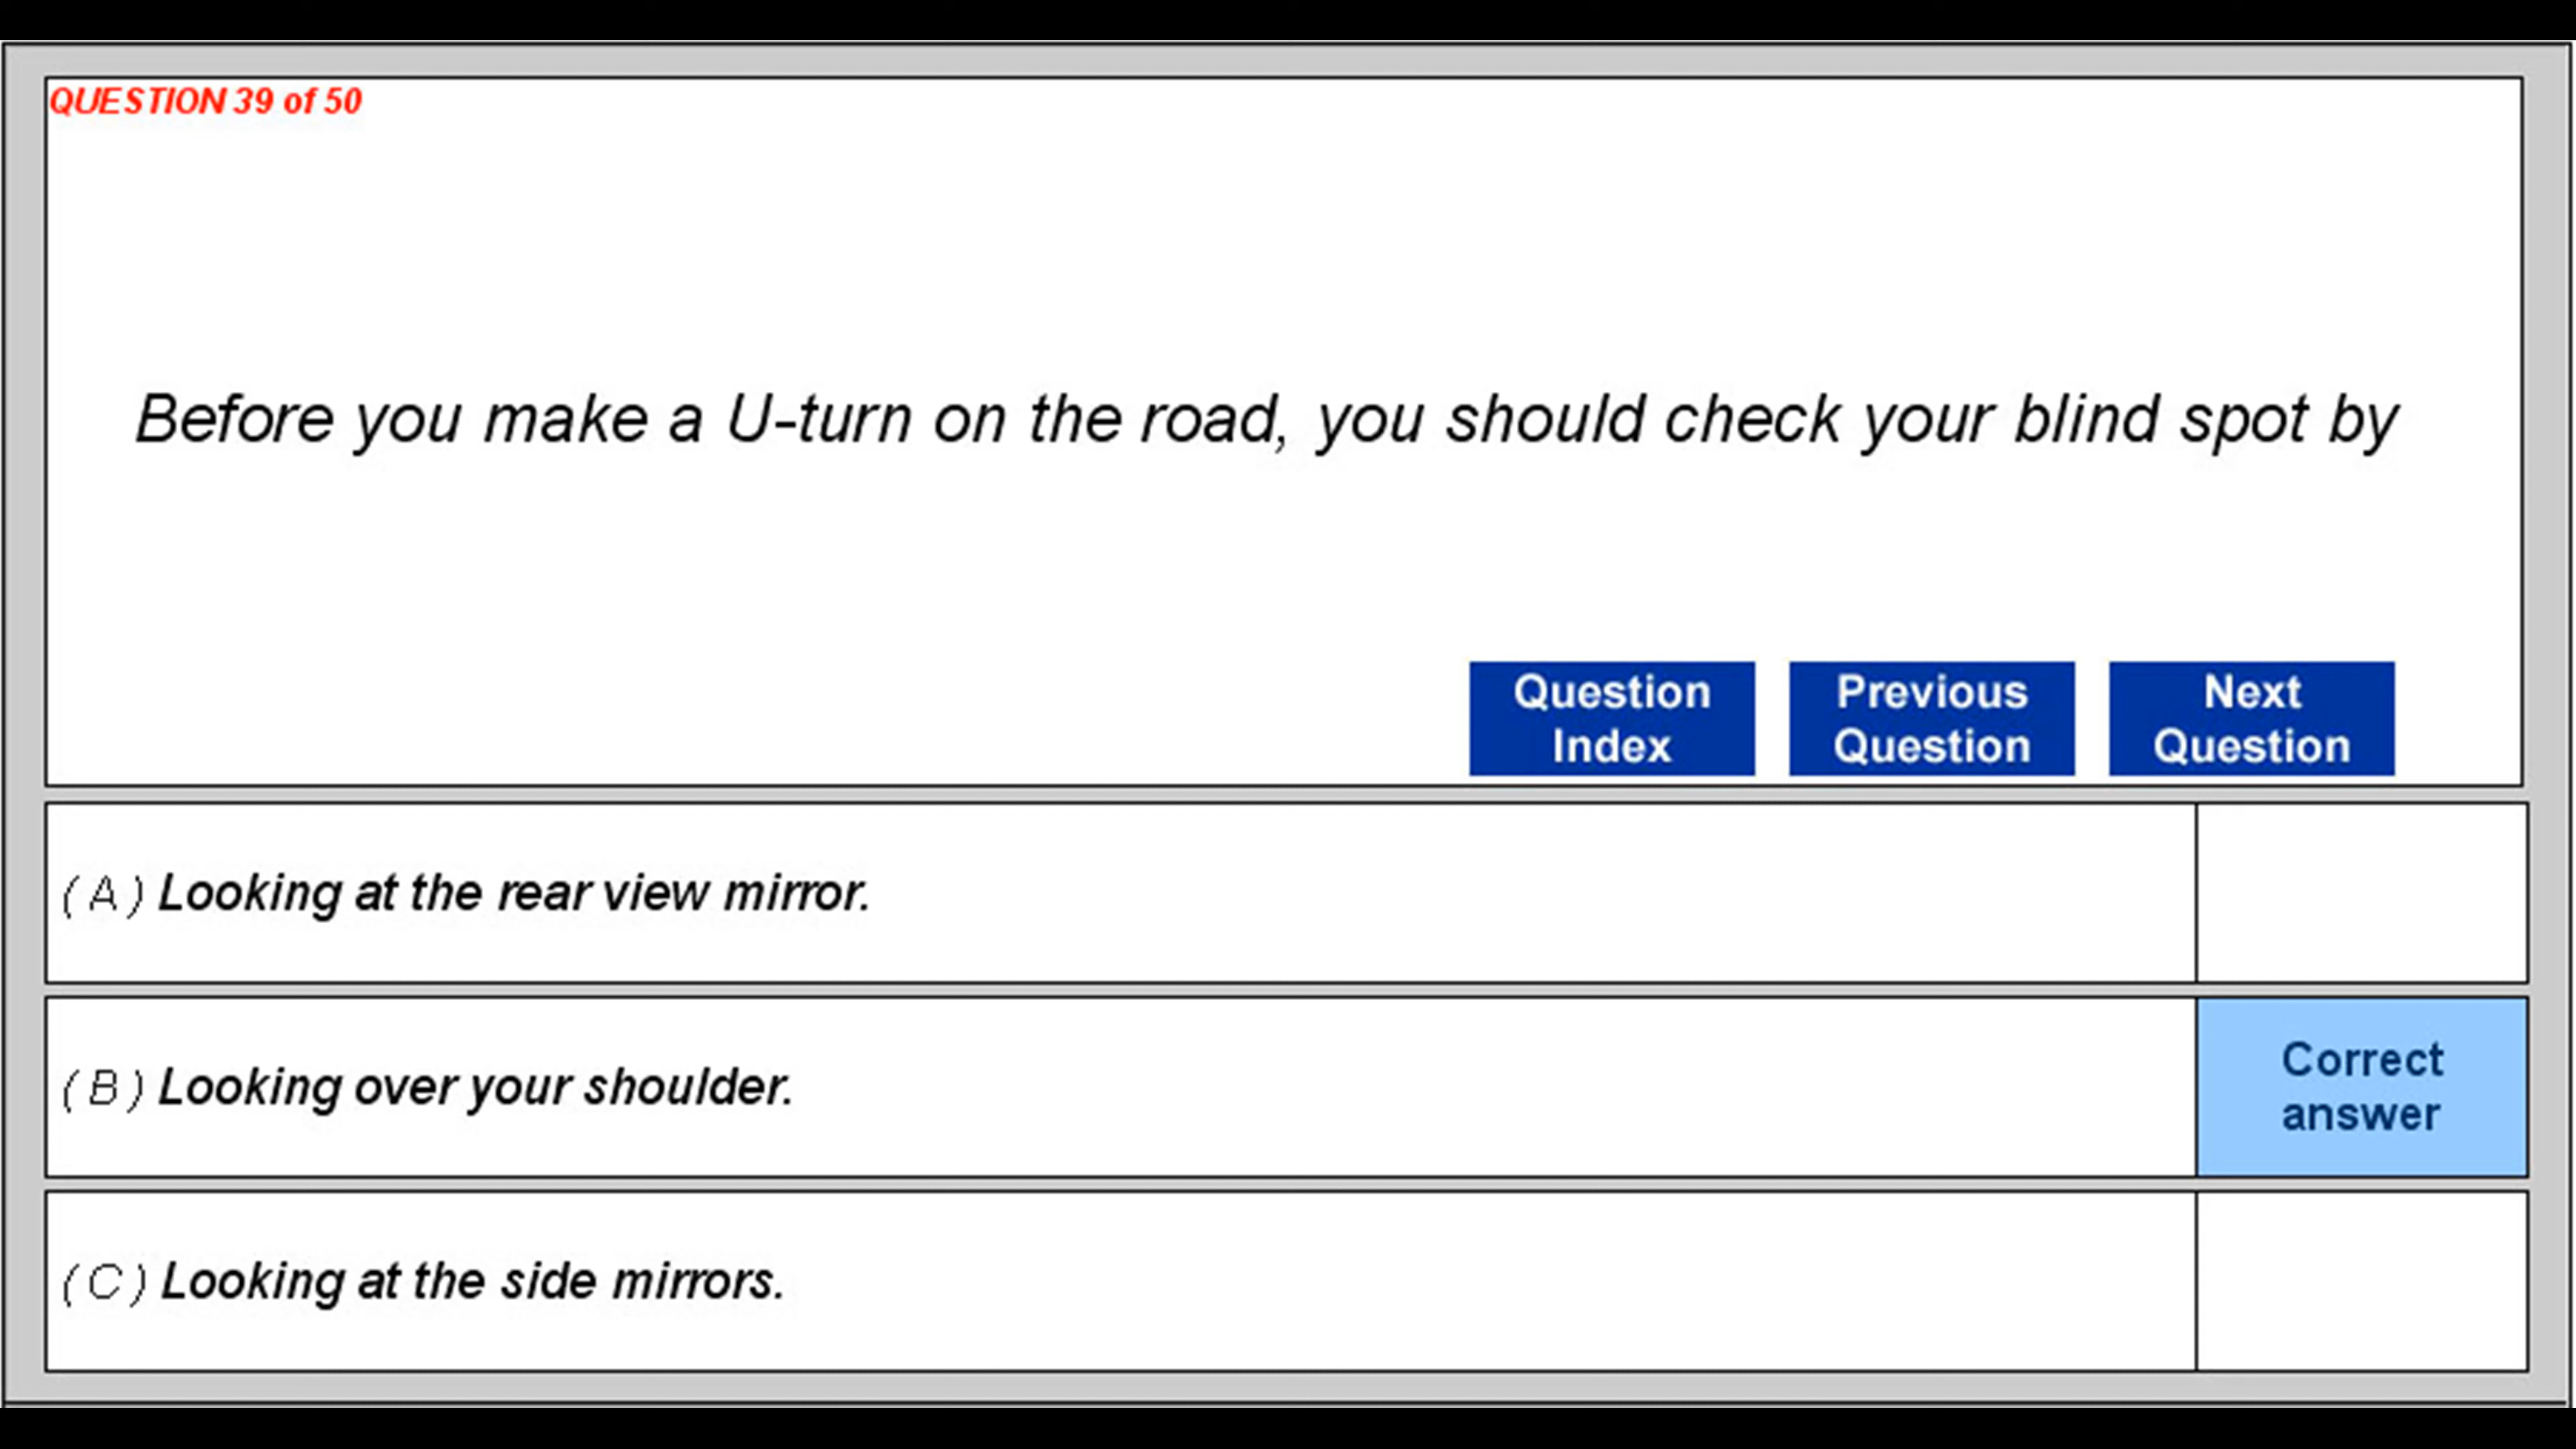 QUESTION 39 of 50
Before you make a U-turn on the road, you should check your blind spot by
Question
Index
Previous
Question
Next
Question
(A) Looking at the rear view mirror.
(B) Looking over your shoulder.
Correct
answer
(C) Looking at the side mirrors.